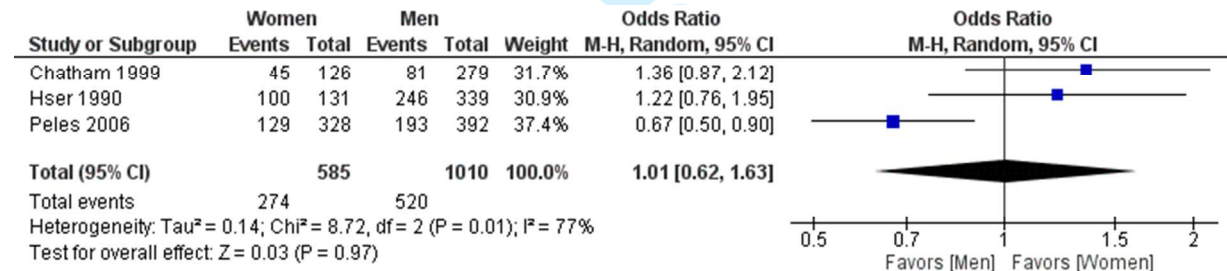 Women Men Odds Ratio Odds Ratio
Study or Subgroup Events Total Events Total Weight M-H, Random, 95% CI M-H, Random, 95% CI
Chatham 1999 45 126 81 279 31.7% 1.36 [0.87, 2.12]
Hser 1990 100 131 246 339 30.9% 1.22 [0.76, 1.95]
Peles 2006 129 328 193 392 37.4% 0.67 [0.50, 0.90]
Total (95% CI) 585 1010 100.0% 1.01 [0.62, 1.63]
Total events 274 520
Heterogeneity: Tau² = 0.14; Chi² = 8.72, df = 2 (P = 0.01); I² = 77%
Test for overall effect: Z = 0.03 (P = 0.97)
0.5 0.7 1 1.5 2
Favors [Men] Favors [Women]